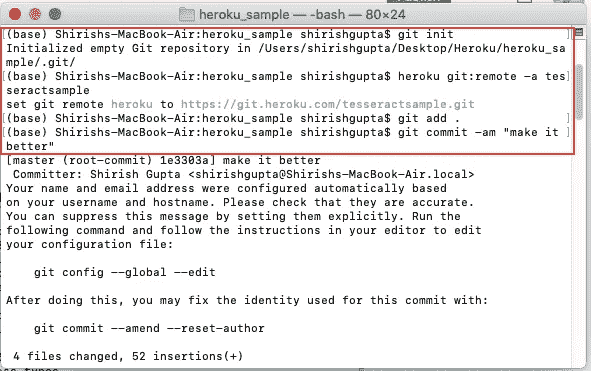 heroku_sample — -bash — 80×24
[(base) Shirishs-MacBook-Air:heroku_sample shirishgupta$ git init ]
Initialized empty Git repository in /Users/shirishgupta/Desktop/Heroku/heroku_sa
mple/.git/
[(base) Shirishs-MacBook-Air:heroku_sample shirishgupta$ heroku git:remote -a tes]
seractsample
set git remote heroku to https://git.heroku.com/tesseractsample.git
[(base) Shirishs-MacBook-Air:heroku_sample shirishgupta$ git add . ]
[(base) Shirishs-MacBook-Air:heroku_sample shirishgupta$ git commit -am "make it ]
better"
[master (root-commit) 1e3303a] make it better
Committer: Shirish Gupta <shirishgupta@Shirishs-MacBook-Air.local>
Your name and email address were configured automatically based
on your username and hostname. Please check that they are accurate.
You can suppress this message by setting them explicitly. Run the
following command and follow the instructions in your editor to edit
your configuration file:
git config --global --edit
After doing this, you may fix the identity used for this commit with:
git commit --amend --reset-author
4 files changed, 52 insertions(+)